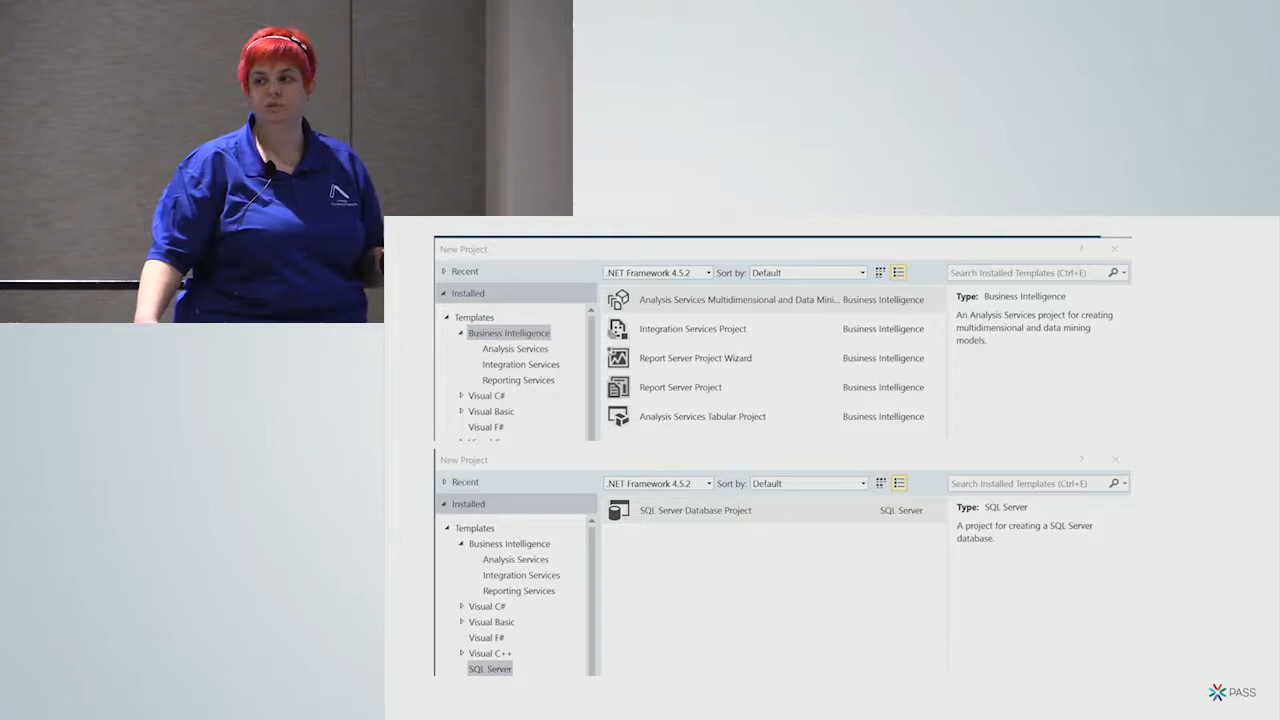 New Project
Recent
.NET Framework 4.5.2 Sort by: Default
Search Installed Templates (Ctrl+E)
Installed
Templates
Business Intelligence
Analysis Services
Integration Services
Reporting Services
Visual C#
Visual Basic
Visual F#
Analysis Services Multidimensional and Data Mini... Business Intelligence
Integration Services Project Business Intelligence
Report Server Project Wizard Business Intelligence
Report Server Project Business Intelligence
Analysis Services Tabular Project Business Intelligence
Type: Business Intelligence
An Analysis Services project for creating
multidimensional and data mining
models.
New Project
Recent
.NET Framework 4.5.2 Sort by: Default
Search Installed Templates (Ctrl+E)
Installed
Templates
Business Intelligence
Analysis Services
Integration Services
Reporting Services
Visual C#
Visual Basic
Visual F#
Visual C++
SQL Server
SQL Server Database Project SQL Server
Type: SQL Server
A project for creating a SQL Server
database.
PASS